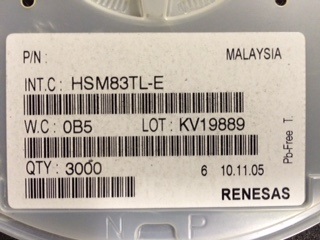 P/N : MALAYSIA
INT.C : HSM83TL-E
W.C : 0B5 LOT : KV19889
QTY : 3000 6 10.11.05
Pb-Free T.
RENESAS
N P